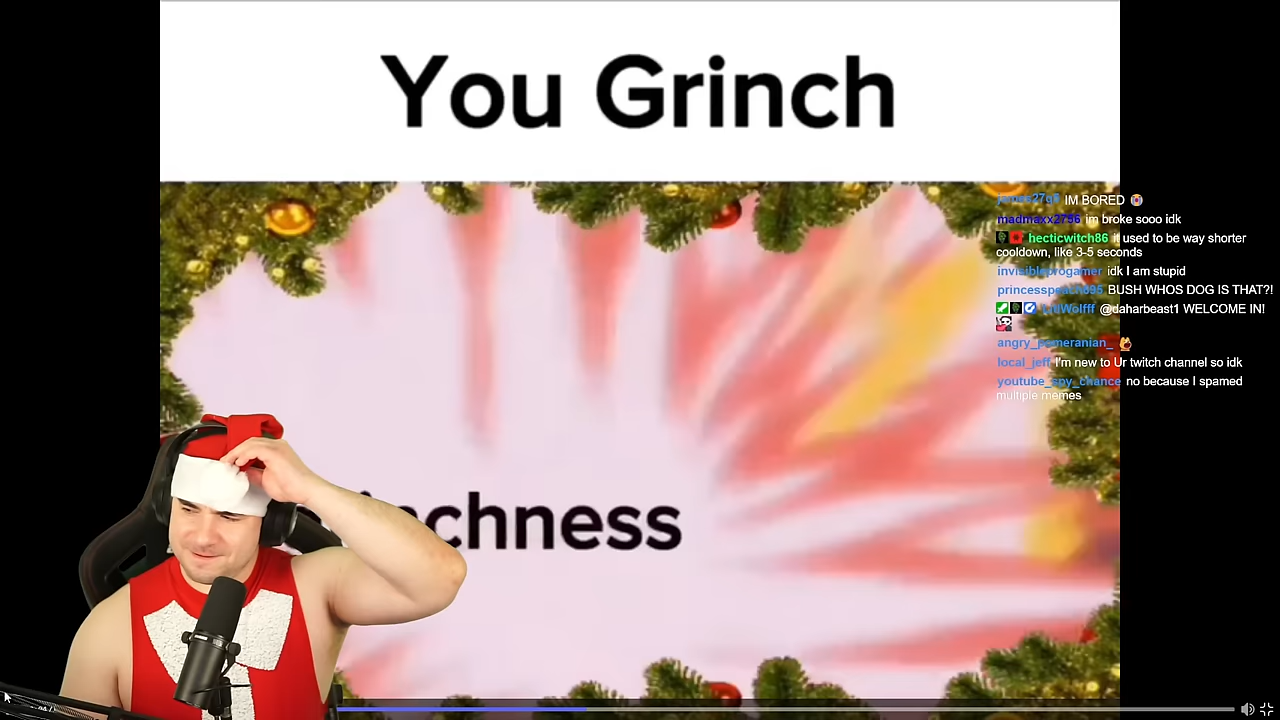 You Grinch
IM BORED
madmaxx2756 im broke sooo idk
hecticwitch86 it used to be way shorter
cooldown, like 3-5 seconds
invisibleprogamer idk I am stupid
BUSH WHOS DOG IS THAT?!
@daharbeast1 WELCOME IN!
angry_pomeranian_
local_jeff I'm new to Ur twitch channel so idk
youtube_spy_chance no because I spamed
multiple memes
chness